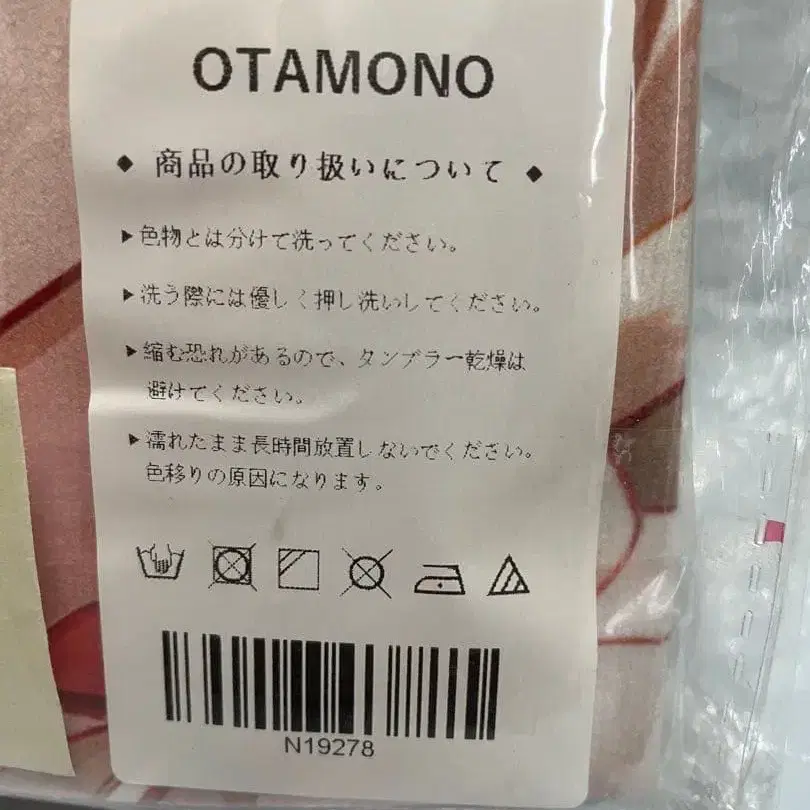 OTAMONO
◆ 商品の取り扱いについて ◆
▶色物とは分けて洗ってください。
▶洗う際には優しく押し洗いしてください。
▶縮む恐れがあるので、タンブラー乾燥は
避けてください。
▶濡れたまま長時間放置しないでください。
色移りの原因になります。
N19278